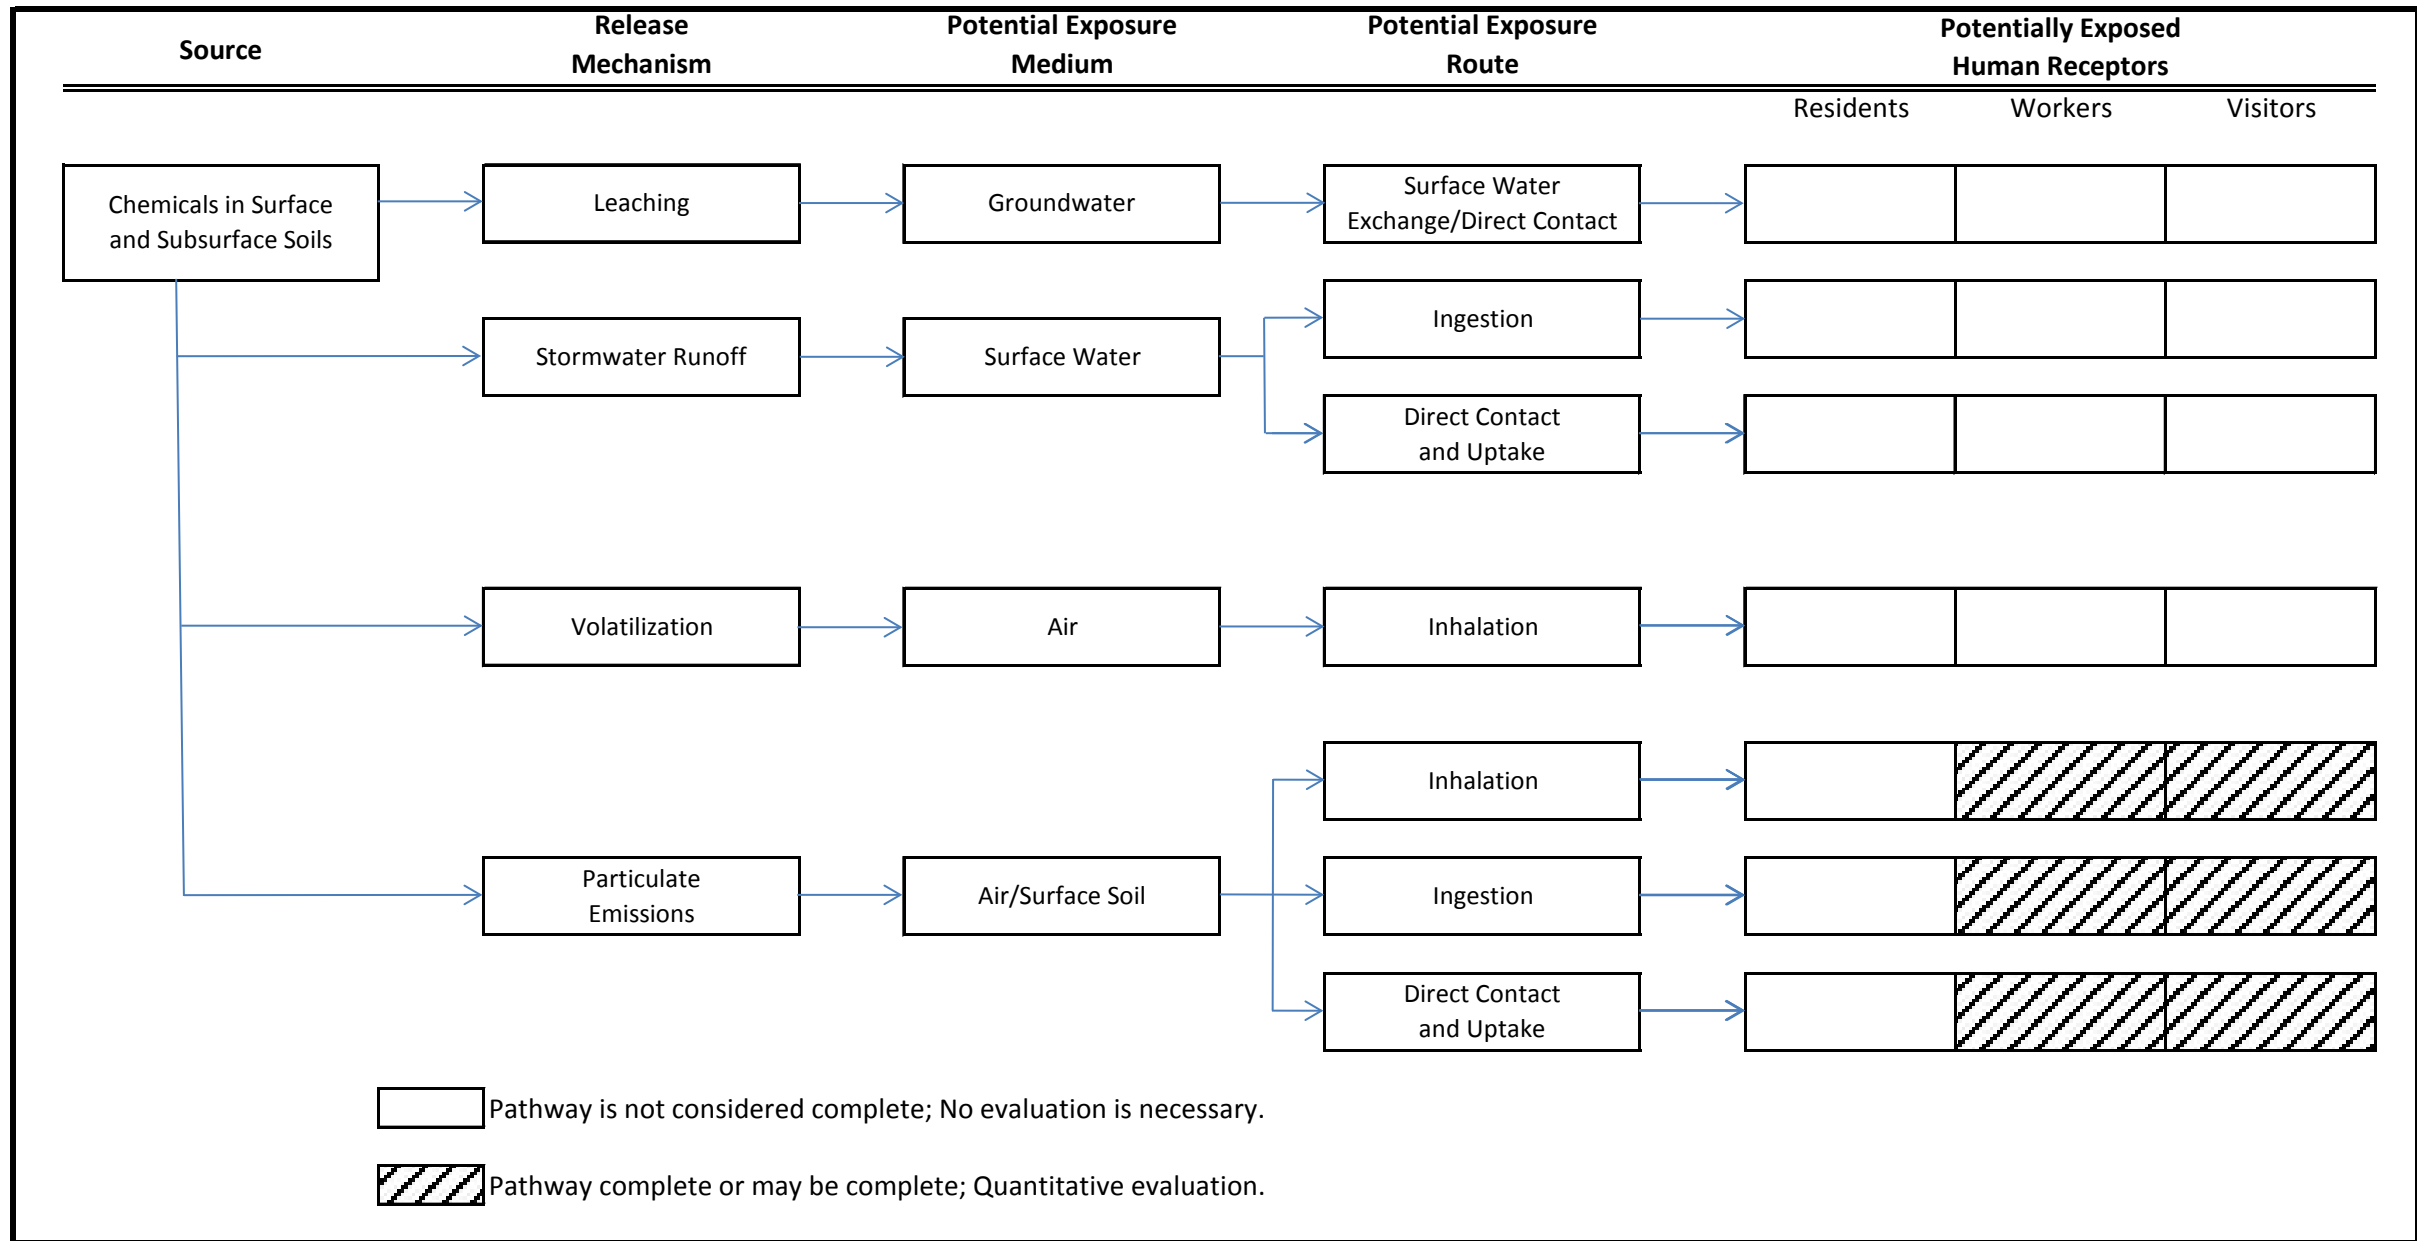 Source
Release
Mechanism
Potential Exposure
Medium
Potential Exposure
Route
Potentially Exposed
Human Receptors
Residents
Workers
Visitors
Chemicals in Surface
and Subsurface Soils
Leaching
Groundwater
Surface Water
Exchange/Direct Contact
Stormwater Runoff
Surface Water
Ingestion
Direct Contact
and Uptake
Volatilization
Air
Inhalation
Particulate
Emissions
Air/Surface Soil
Inhalation
Ingestion
Direct Contact
and Uptake
Pathway is not considered complete; No evaluation is necessary.
Pathway complete or may be complete; Quantitative evaluation.